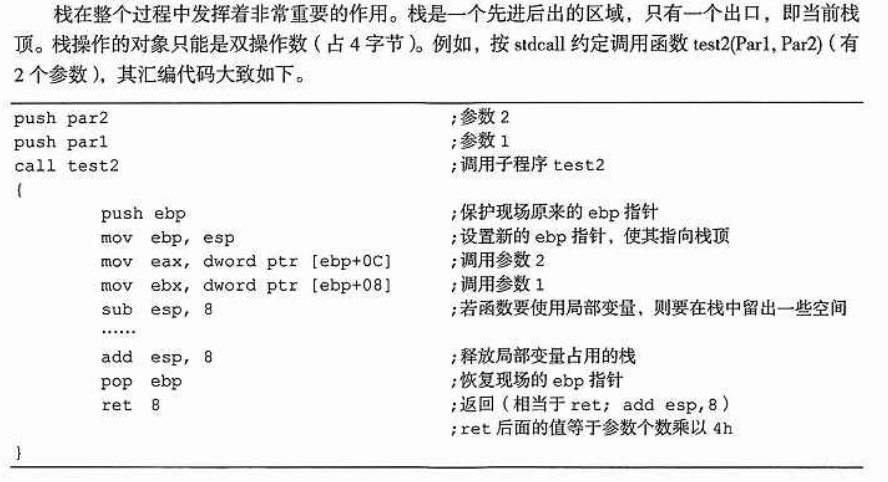 栈在整个过程中发挥着非常重要的作用。栈是一个先进后出的区域，只有一个出口，即当前栈
顶。栈操作的对象只能是双操作数（占 4 字节）。例如，按 stdcall 约定调用函数 test2(Par1, Par2)（有
2 个参数），其汇编代码大致如下。
push par2 ;参数 2
push par1 ;参数 1
call test2 ;调用子程序 test2
{
push ebp ;保护现场原来的 ebp 指针
mov ebp, esp ;设置新的 ebp 指针，使其指向栈顶
mov eax, dword ptr [ebp+0C] ;调用参数 2
mov ebx, dword ptr [ebp+08] ;调用参数 1
sub esp, 8 ;若函数要使用局部变量，则要在栈中留出一些空间
……
add esp, 8 ;释放局部变量占用的栈
pop ebp ;恢复现场的 ebp 指针
ret 8 ;返回（相当于 ret; add esp,8）
;ret 后面的值等于参数个数乘以 4h
}